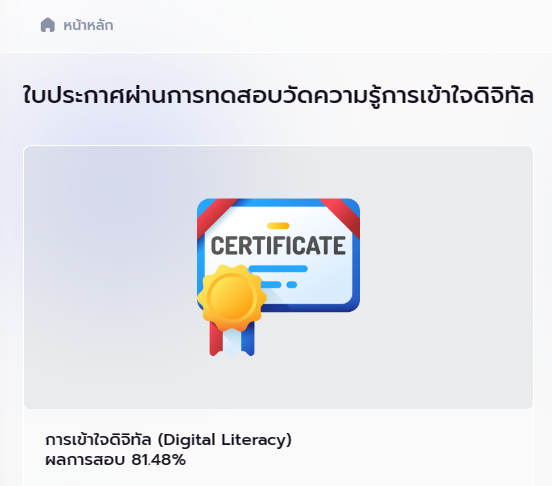 หน้าหลัก
ใบประกาศผ่านการทดสอบวัดความรู้การเข้าใจดิจิทัล
CERTIFICATE
การเข้าใจดิจิทัล (Digital Literacy)
ผลการสอบ 81.48%